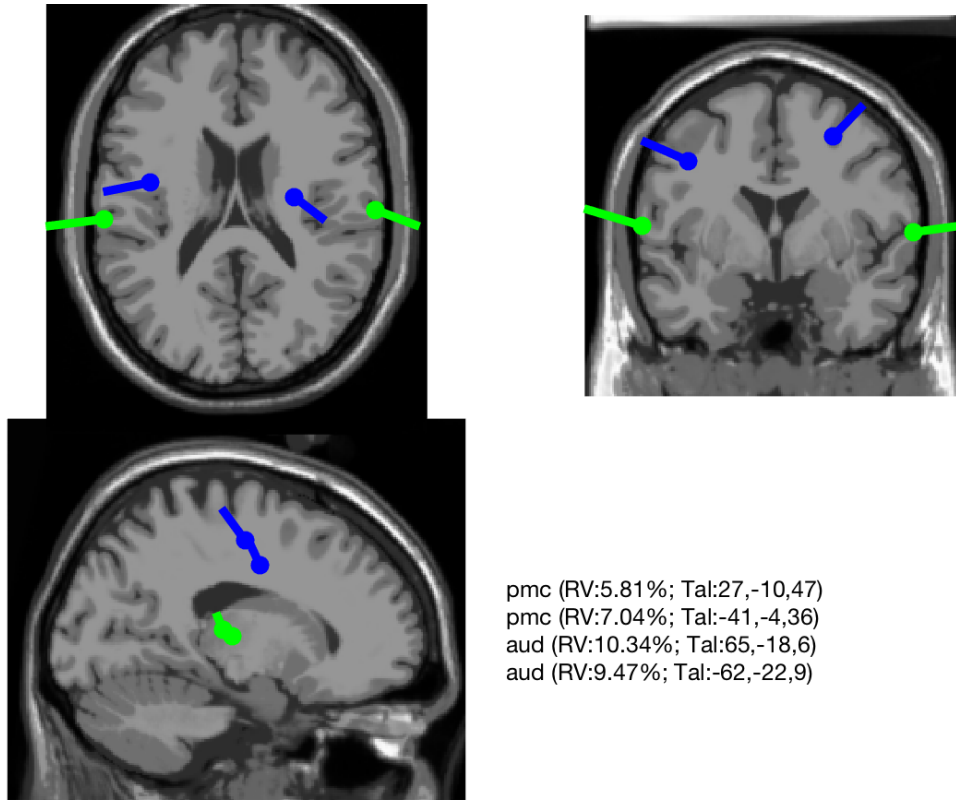 pmc (RV:5.81%; Tal:27,-10,47)
pmc (RV:7.04%; Tal:-41,-4,36)
aud (RV:10.34%; Tal:65,-18,6)
aud (RV:9.47%; Tal:-62,-22,9)